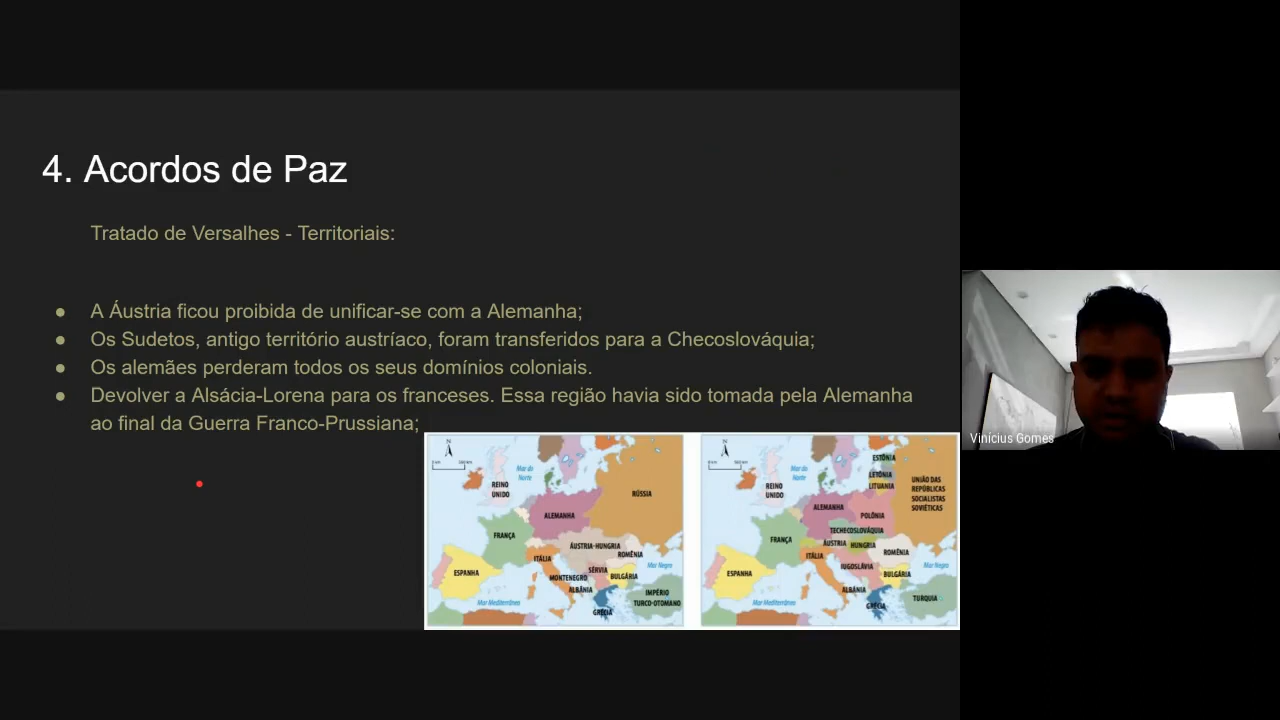 4. Acordos de Paz
Tratado de Versalhes - Territoriais:
● A Áustria ficou proibida de unificar-se com a Alemanha;
● Os Sudetos, antigo território austríaco, foram transferidos para a Checoslováquia;
● Os alemães perderam todos os seus domínios coloniais.
● Devolver a Alsácia-Lorena para os franceses. Essa região havia sido tomada pela Alemanha
ao final da Guerra Franco-Prussiana;
N
Mar do
Norte
REINO
UNIDO
RÚSSIA
ALEMANHA
FRANÇA
ÁUSTRIA-HUNGRIA
ROMÊNIA
ITÁLIA
Mar Negro
SÉRVIA
ESPANHA
MONTENEGRO
BULGÁRIA
ALBÂNIA
IMPÉRIO
TURCO-OTOMANO
Mar Mediterrâneo
GRÉCIA
N
ESTÔNIA
Mar do
Norte
LETÔNIA
LITUÂNIA
REINO
UNIDO
UNIÃO DAS
REPÚBLICAS
SOCIALISTAS
SOVIÉTICAS
ALEMANHA
POLÔNIA
TCHECOSLOVÁQUIA
FRANÇA
ÁUSTRIA
HUNGRIA
ROMÊNIA
ITÁLIA
IUGOSLÁVIA
Mar Negro
ESPANHA
BULGÁRIA
ALBÂNIA
TURQUIA
Mar Mediterrâneo
GRÉCIA
Vinícius Gomes